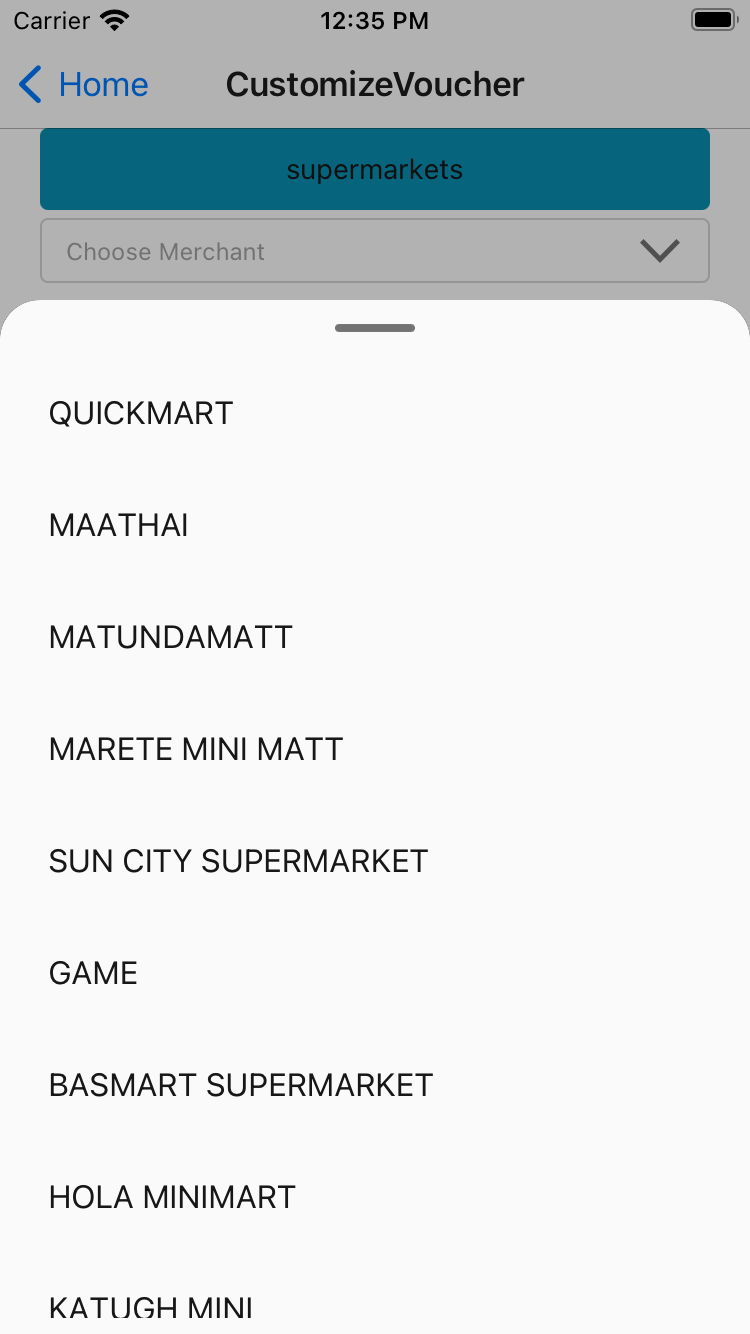 Carrier 12:35 PM
Home CustomizeVoucher
supermarkets
Choose Merchant
QUICKMART
MAATHAI
MATUNDAMATT
MARETE MINI MATT
SUN CITY SUPERMARKET
GAME
BASMART SUPERMARKET
HOLA MINIMART
KATUGH MINI